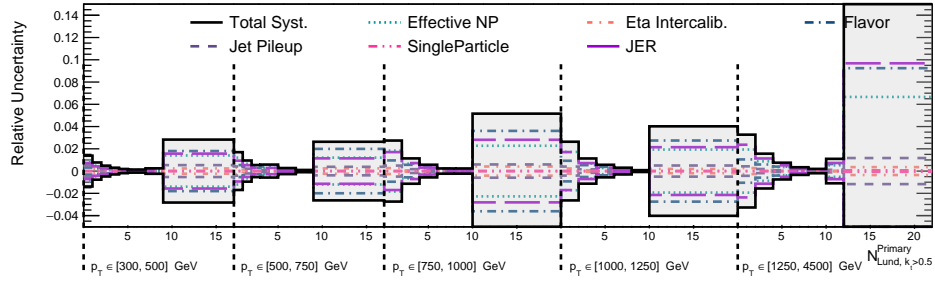 0.14
Total Syst.
Effective NP
Eta Intercalib.
Flavor
0.12
Jet Pileup
SingleParticle
JER
0.1
0.08
0.06
0.04
0.02
0
−0.02
−0.04
Relative Uncertainty
5 10 5 10 5 10 15 5 10 15 5 10 15 20
p_T ∈ [300, 500] GeV
p_T ∈ [500, 750] GeV
p_T ∈ [750, 1000] GeV
p_T ∈ [1000, 1250] GeV
p_T ∈ [1250, 4500] GeV
N^Primary_Lund, k_t>0.5